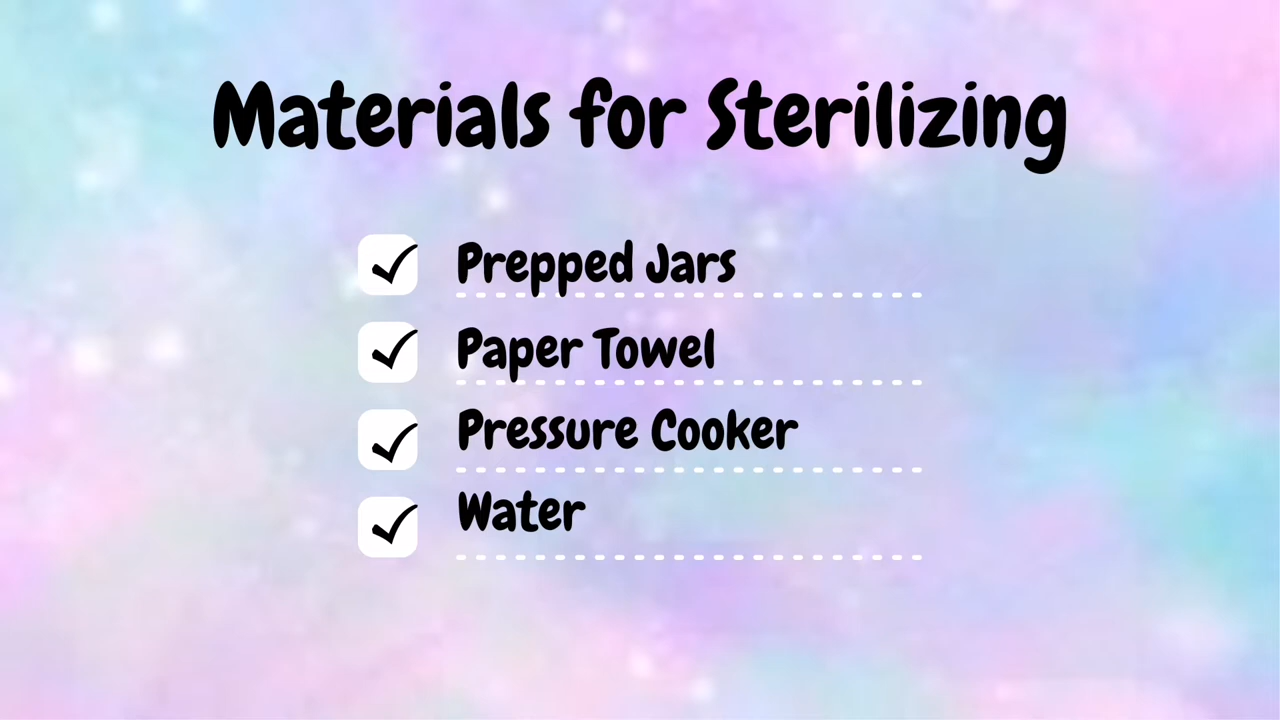 Materials for Sterilizing
Prepped Jars
Paper Towel
Pressure Cooker
Water